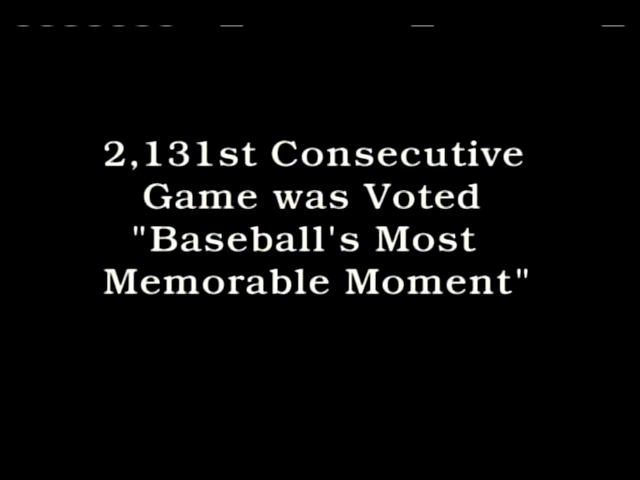 2,131st Consecutive
Game was Voted
"Baseball's Most
Memorable Moment"